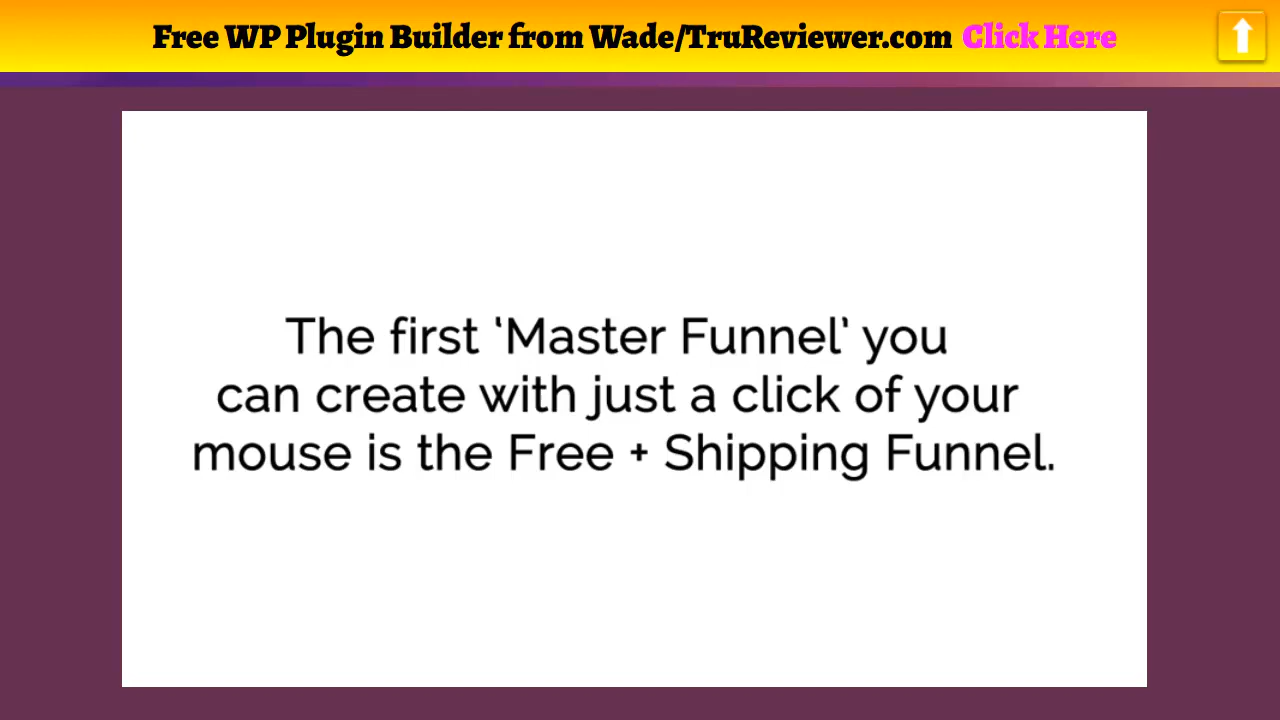 Free WP Plugin Builder from Wade/TruReviewer.com Click Here
The first ‘Master Funnel’ you
can create with just a click of your
mouse is the Free + Shipping Funnel.